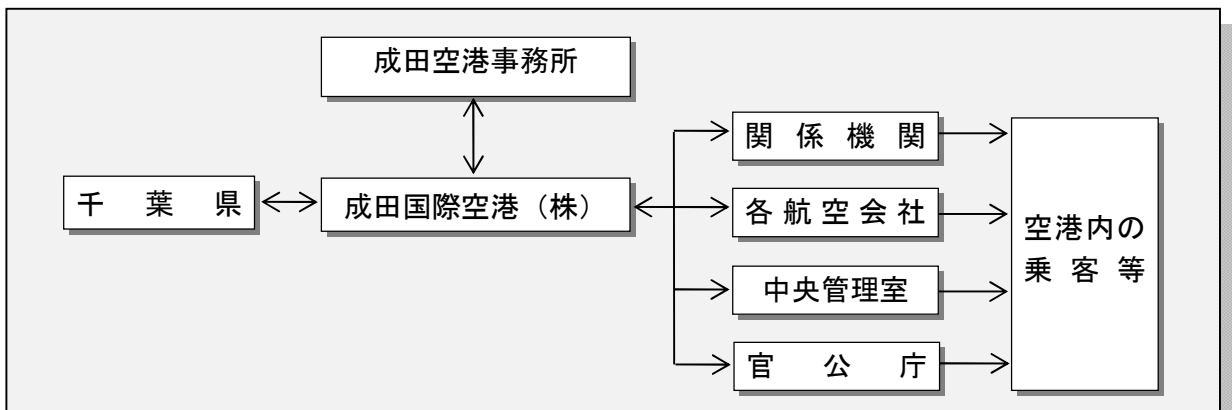 成田空港事務所
関係機関
千葉県
成田国際空港（株）
各航空会社
中央管理室
官公庁
空港内の
乗客等